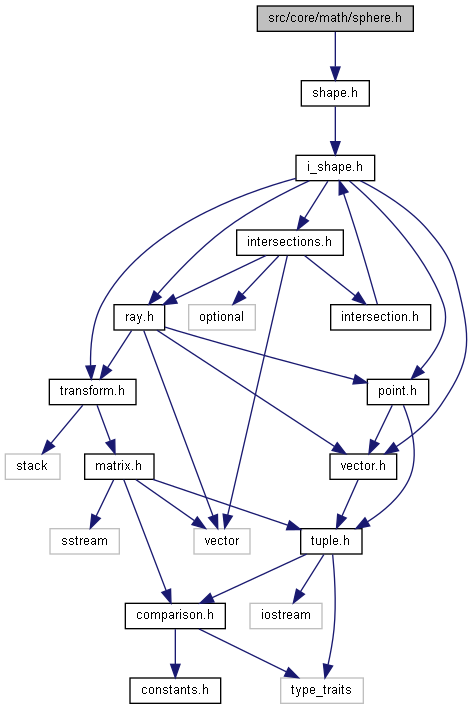 src/core/math/sphere.h
shape.h
i_shape.h
intersections.h
ray.h
optional
intersection.h
transform.h
point.h
stack
matrix.h
vector.h
sstream
vector
tuple.h
comparison.h
iostream
constants.h
type_traits